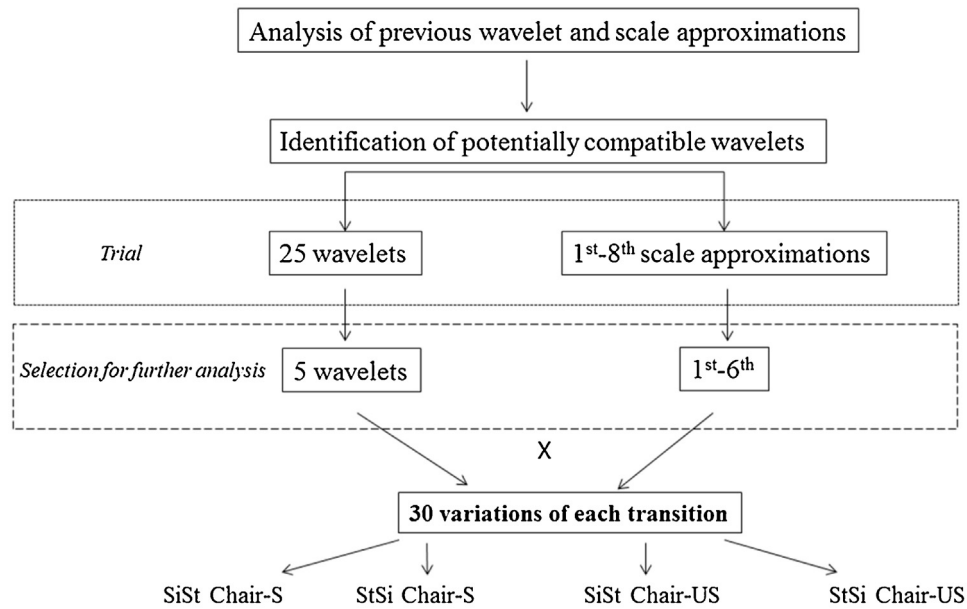 Analysis of previous wavelet and scale approximations
Identification of potentially compatible wavelets
Trial
25 wavelets
1st-8th scale approximations
Selection for further analysis
5 wavelets
1st-6th
X
30 variations of each transition
SiSt Chair-S
StSi Chair-S
SiSt Chair-US
StSi Chair-US